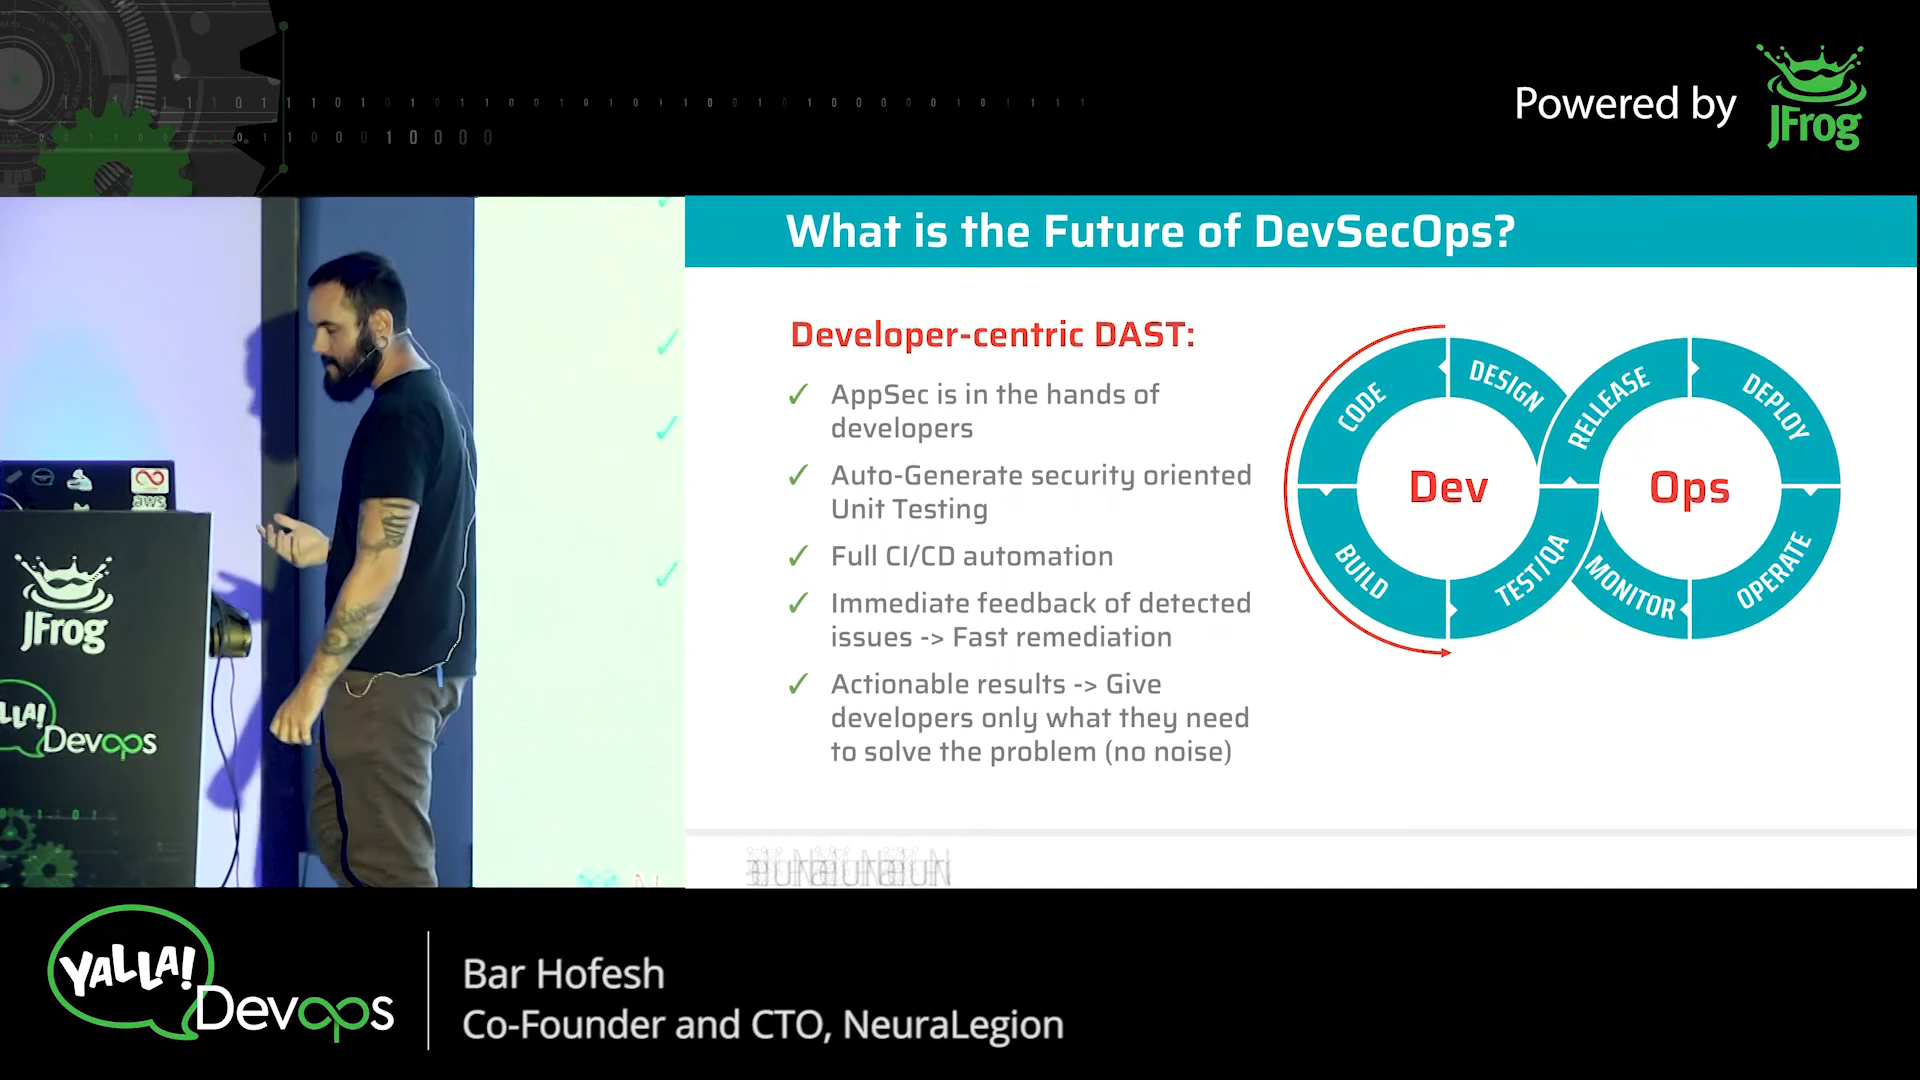 Powered by
JFrog
What is the Future of DevSecOps?
Developer-centric DAST:
✓ AppSec is in the hands of
developers
✓ Auto-Generate security oriented
Unit Testing
✓ Full CI/CD automation
✓ Immediate feedback of detected
issues -> Fast remediation
✓ Actionable results -> Give
developers only what they need
to solve the problem (no noise)
CODE
DESIGN
RELLEASE
DEPLOY
Dev
Ops
BUILD
TEST/QA
MONITOR
OPERATE
aws
JFrog
LLA!
Devops
YALLA!
Devops
Bar Hofesh
Co-Founder and CTO, NeuraLegion